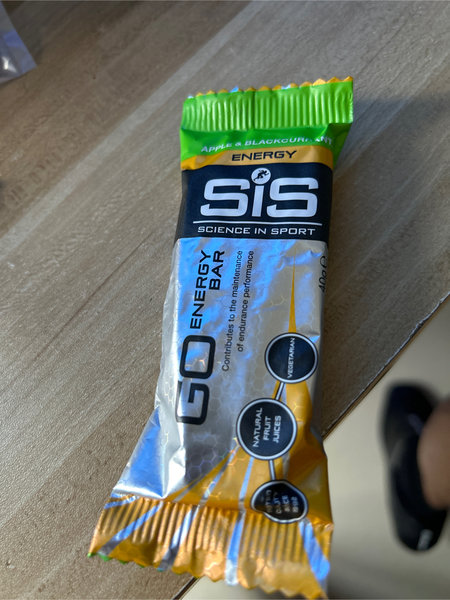 APPLE & BLACKCURRANT
ENERGY
SiS
SCIENCE IN SPORT
GO ENERGY
BAR
Contributes to the maintenance
of endurance performance
40g
VEGETARIAN
NATURAL
FRUIT
JUICES